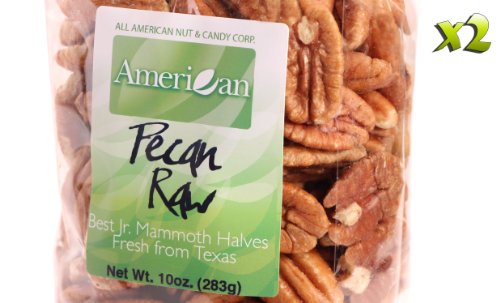 ALL AMERICAN NUT & CANDY CORP.
American
Pecan
Raw
Best Jr. Mammoth Halves
Fresh from Texas
Net Wt. 10oz. (283g)
x2